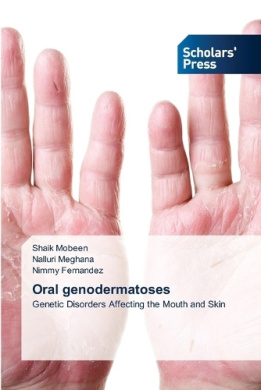 Scholars'
Press
Shaik Mobeen
Nalluri Meghana
Nimmy Fernandez
Oral genodermatoses
Genetic Disorders Affecting the Mouth and Skin